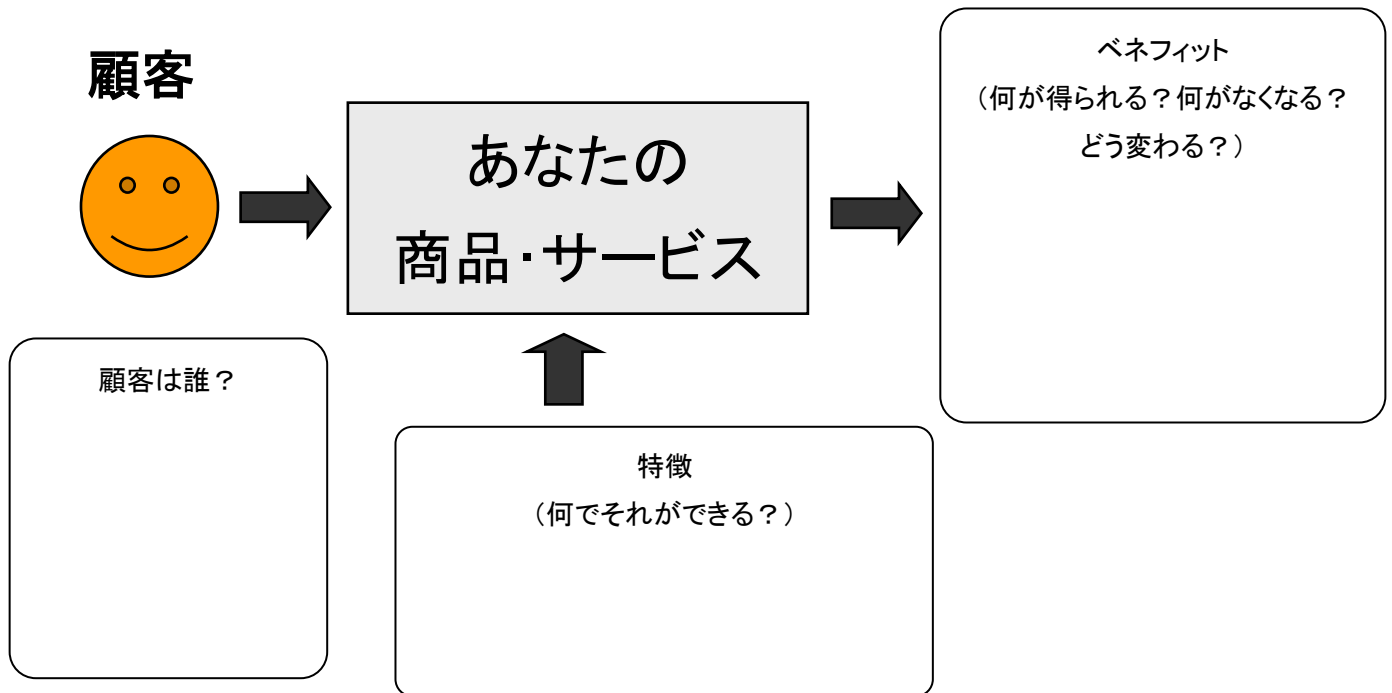 顧客
あなたの
商品・サービス
ベネフィット
（何が得られる？何がなくなる？
どう変わる？）
顧客は誰？
特徴
（何でそれができる？）